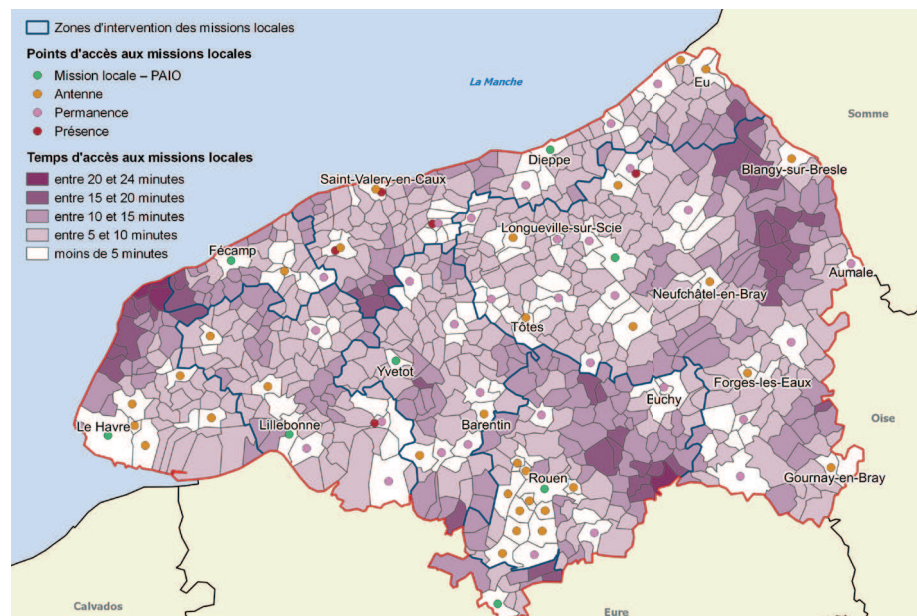 Zones d'intervention des missions locales
Points d'accès aux missions locales
Mission locale – PAIO
Antenne
Permanence
Présence
Temps d'accès aux missions locales
entre 20 et 24 minutes
entre 15 et 20 minutes
entre 10 et 15 minutes
entre 5 et 10 minutes
moins de 5 minutes
La Manche
Eu
Somme
Dieppe
Blangy-sur-Bresle
Saint-Valery-en-Caux
Longueville-sur-Scie
Fécamp
Aumale
Neufchâtel-en-Bray
Tôtes
Yvetot
Forges-les-Eaux
Buchy
Le Havre
Lillebonne
Barentin
Oise
Rouen
Gournay-en-Bray
Calvados
Eure